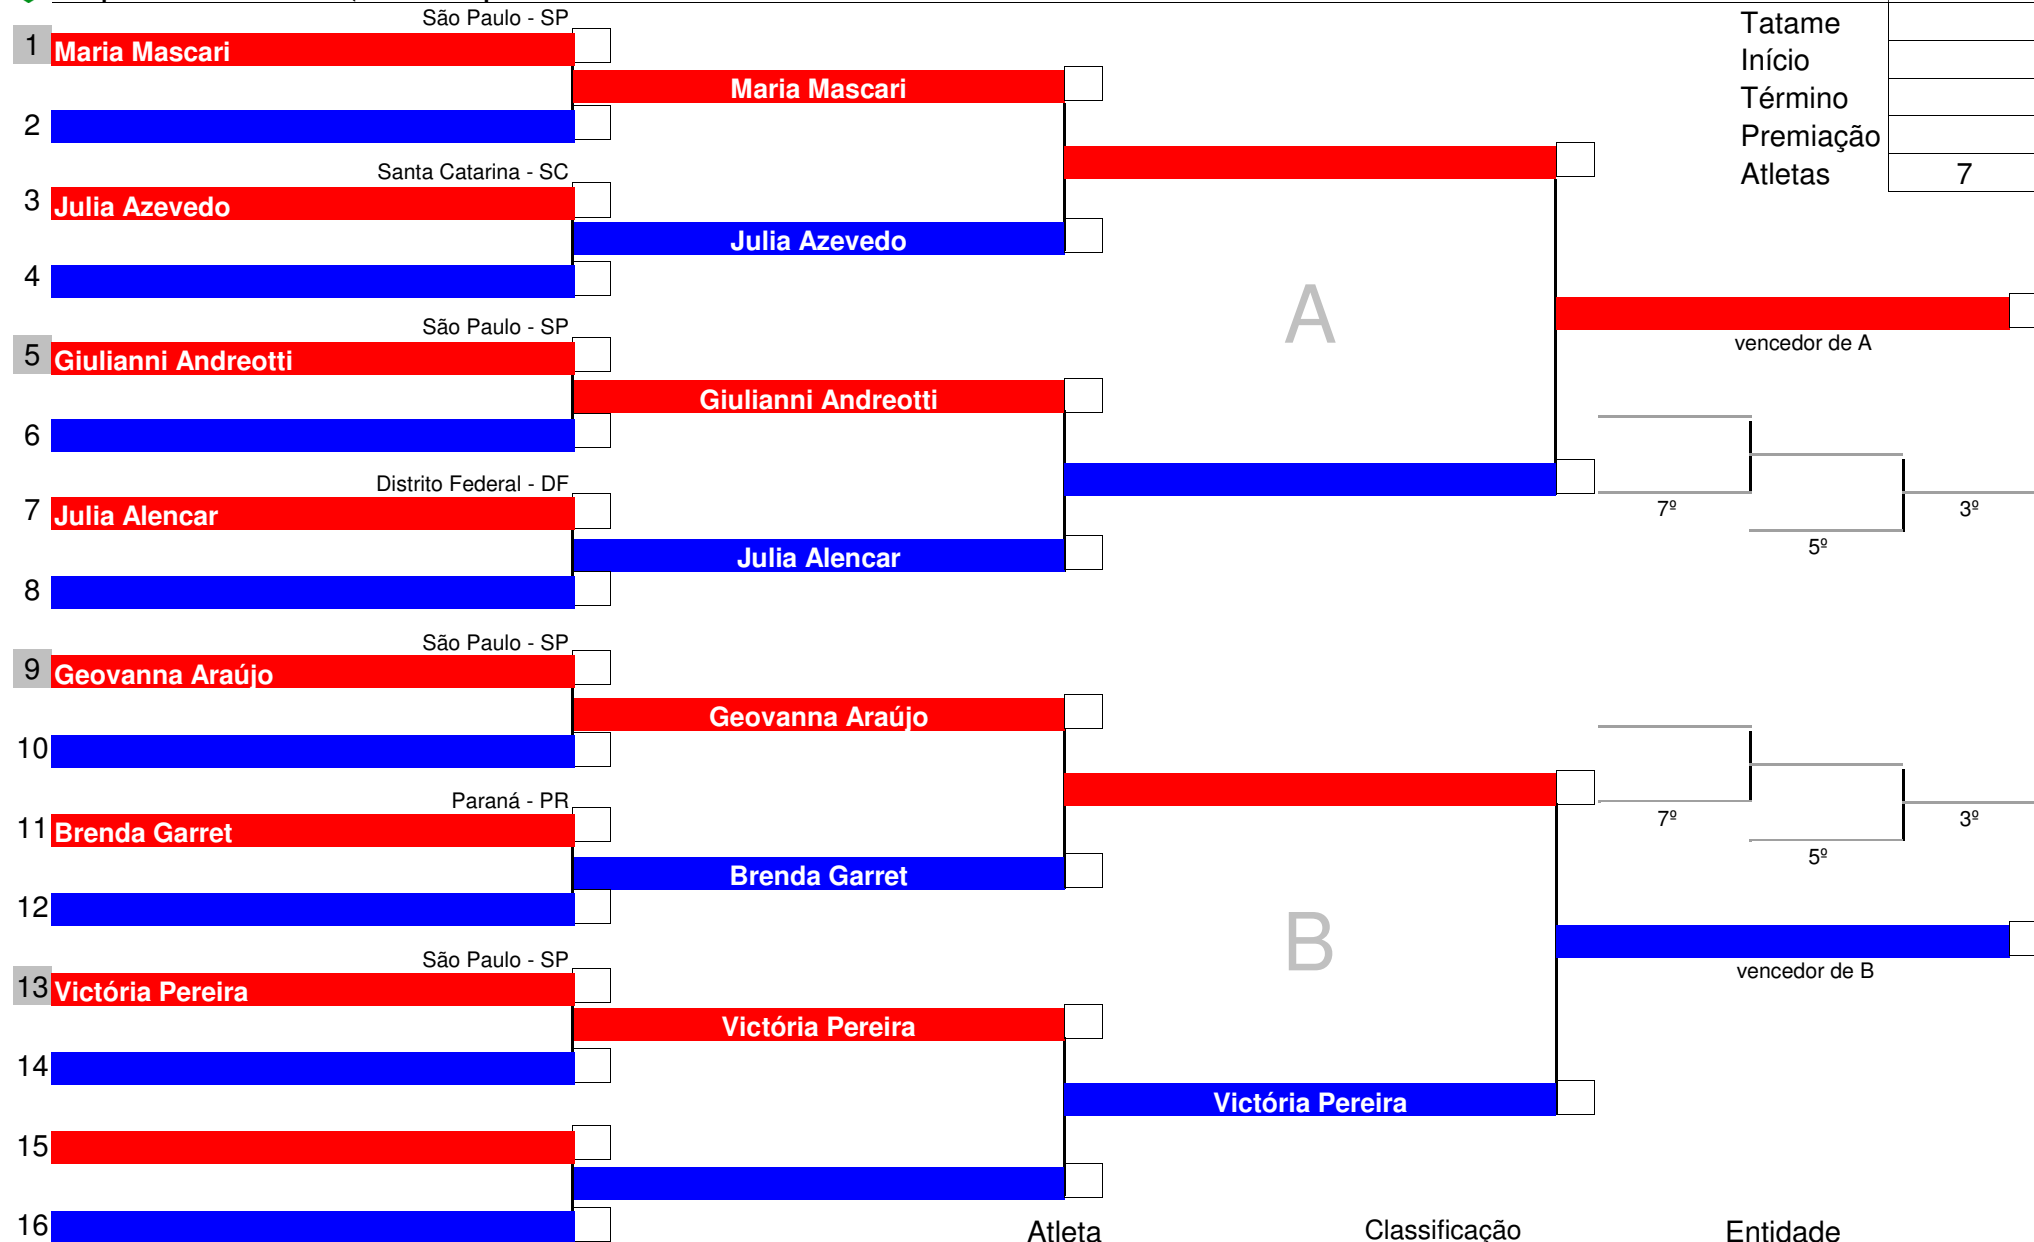 São Paulo - SP
1 Maria Mascari
Maria Mascari
2
Santa Catarina - SC
3 Julia Azevedo
Julia Azevedo
4
São Paulo - SP
5 Giulianni Andreotti
Giulianni Andreotti
6
Distrito Federal - DF
7 Julia Alencar
Julia Alencar
8
São Paulo - SP
9 Geovanna Araújo
Geovanna Araújo
10
Paraná - PR
11 Brenda Garret
Brenda Garret
12
São Paulo - SP
13 Victória Pereira
Victória Pereira
14
Victória Pereira
15
16
A
B
Tatame
Início
Término
Premiação
Atletas 7
vencedor de A
7º
3º
5º
7º
3º
5º
vencedor de B
Atleta Classificação Entidade